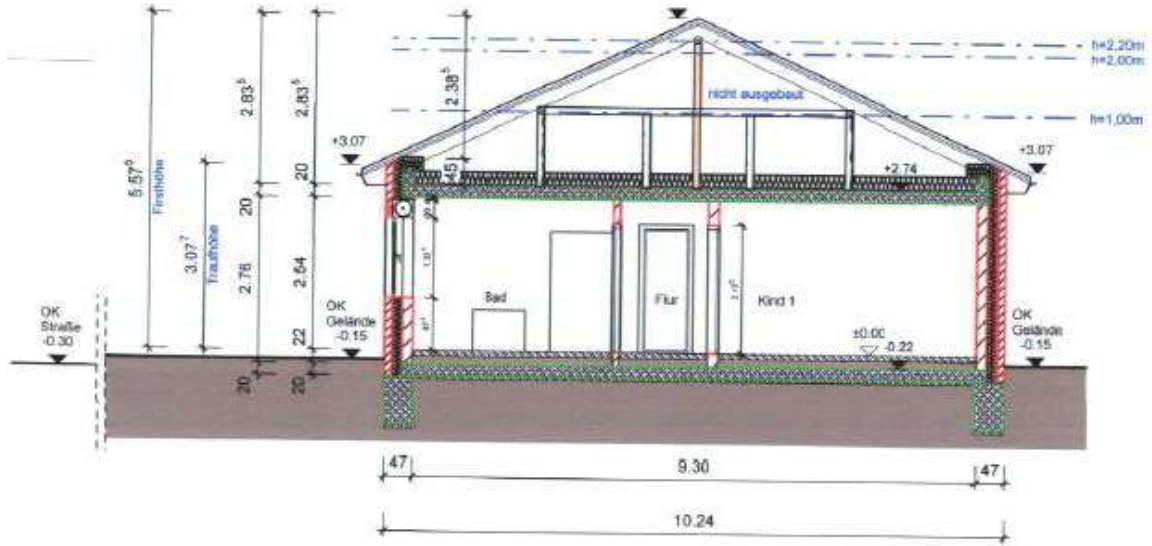 h=2,20m
h=2,00m
nicht ausgebaut
h=1,00m
2.83⁵
2.83⁵
2.38⁵
+3.07
+3.07
+2.74
45
20
20
5.57⁵
Firsthöhe
3.07⁷
Traufhöhe
2.76
2.54
22
20
20
Bad
Flur
Kind 1
±0.00
-0.22
OK
Straße
-0.30
OK
Gelände
-0.15
OK
Gelände
-0.15
47
9.30
47
10.24